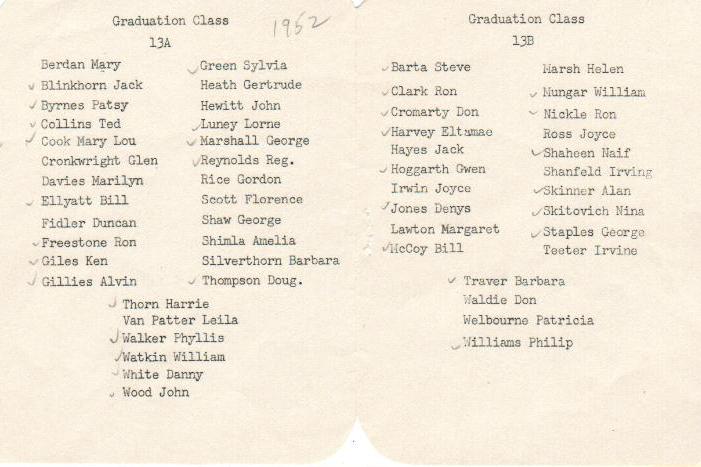 Graduation Class
1952
13A
Berdan Mary
Blinkhorn Jack
Byrnes Patsy
Collins Ted
Cook Mary Lou
Cronkwright Glen
Davies Marilyn
Ellyatt Bill
Fidler Duncan
Freestone Ron
Giles Ken
Gillies Alvin
Green Sylvia
Heath Gertrude
Hewitt John
Luney Lorne
Marshall George
Reynolds Reg.
Rice Gordon
Scott Florence
Shaw George
Shimla Amelia
Silverthorn Barbara
Thompson Doug.
Thorn Harrie
Van Patter Leila
Walker Phyllis
Watkin William
White Danny
Wood John
Graduation Class
13B
Barta Steve
Clark Ron
Cromarty Don
Harvey Eltamae
Hayes Jack
Hoggarth Gwen
Irwin Joyce
Jones Denys
Lawton Margaret
McCoy Bill
Marsh Helen
Mungar William
Nickle Ron
Ross Joyce
Shaheen Naif
Shanfeld Irving
Skinner Alan
Skitovich Nina
Staples George
Teeter Irvine
Traver Barbara
Waldie Don
Welbourne Patricia
Williams Philip